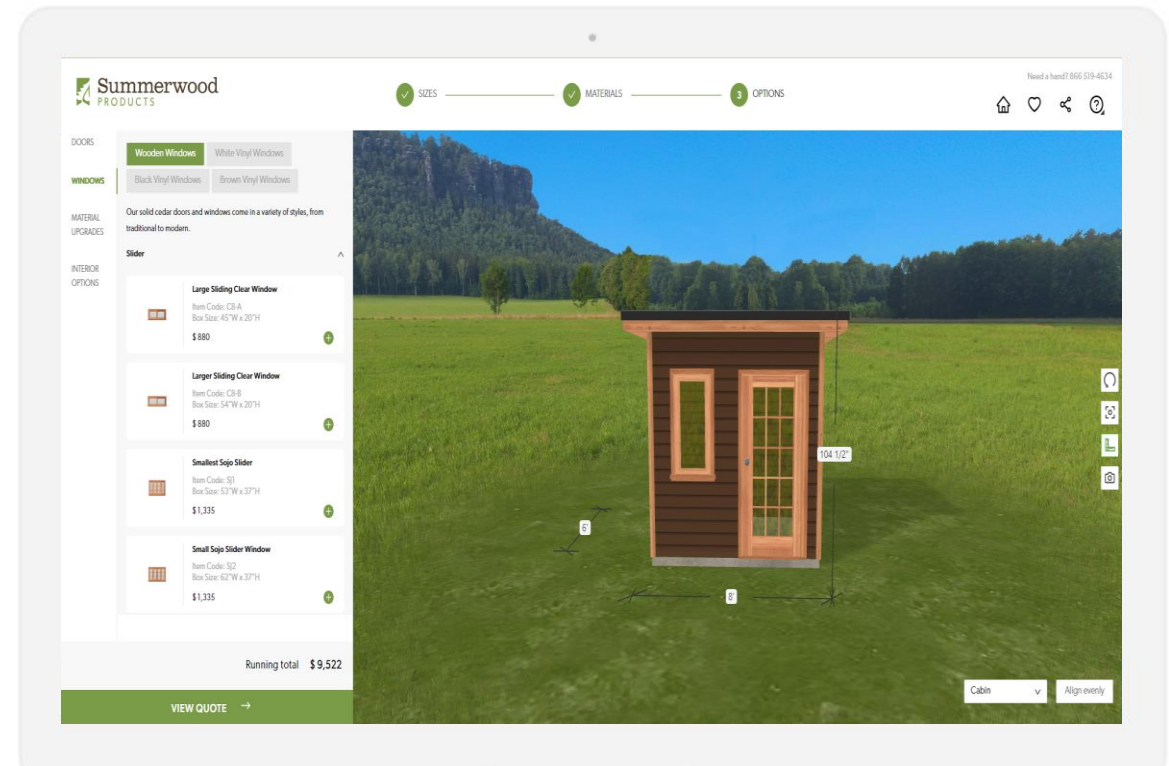 Need a hand? 866 519-4634
Summerwood
PRODUCTS
SIZES
MATERIALS
3 OPTIONS
DOORS
WINDOWS
MATERIAL
UPGRADES
INTERIOR
OPTIONS
Wooden Windows White Vinyl Windows
Black Vinyl Windows Brown Vinyl Windows
Our solid cedar doors and windows come in a variety of styles, from
traditional to modern.
Slider
Large Sliding Clear Window
Item Code: C8-A
Box Size: 45"W x 20"H
$ 880
Larger Sliding Clear Window
Item Code: C8-B
Box Size: 54"W x 20"H
$ 880
Smallest Sojo Slider
Item Code: SJ1
Box Size: 53"W x 37"H
$ 1,335
Small Sojo Slider Window
Item Code: SJ2
Box Size: 62"W x 37"H
$ 1,335
Running total $ 9,522
VIEW QUOTE →
104 1/2"
6'
8'
Cabin
Align evenly